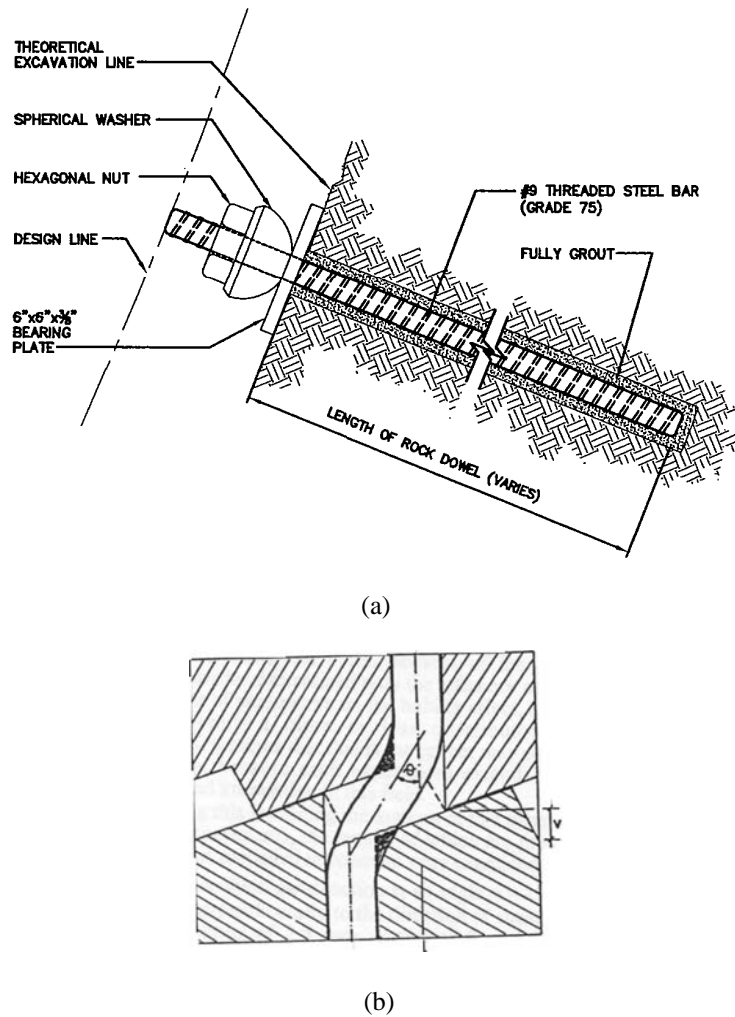 THEORETICAL
EXCAVATION LINE
SPHERICAL WASHER
HEXAGONAL NUT
DESIGN LINE
6"x6"x⅜"
BEARING
PLATE
#9 THREADED STEEL BAR
(GRADE 75)
FULLY GROUT
LENGTH OF ROCK DOWEL (VARIES)
(a)
v
(b)